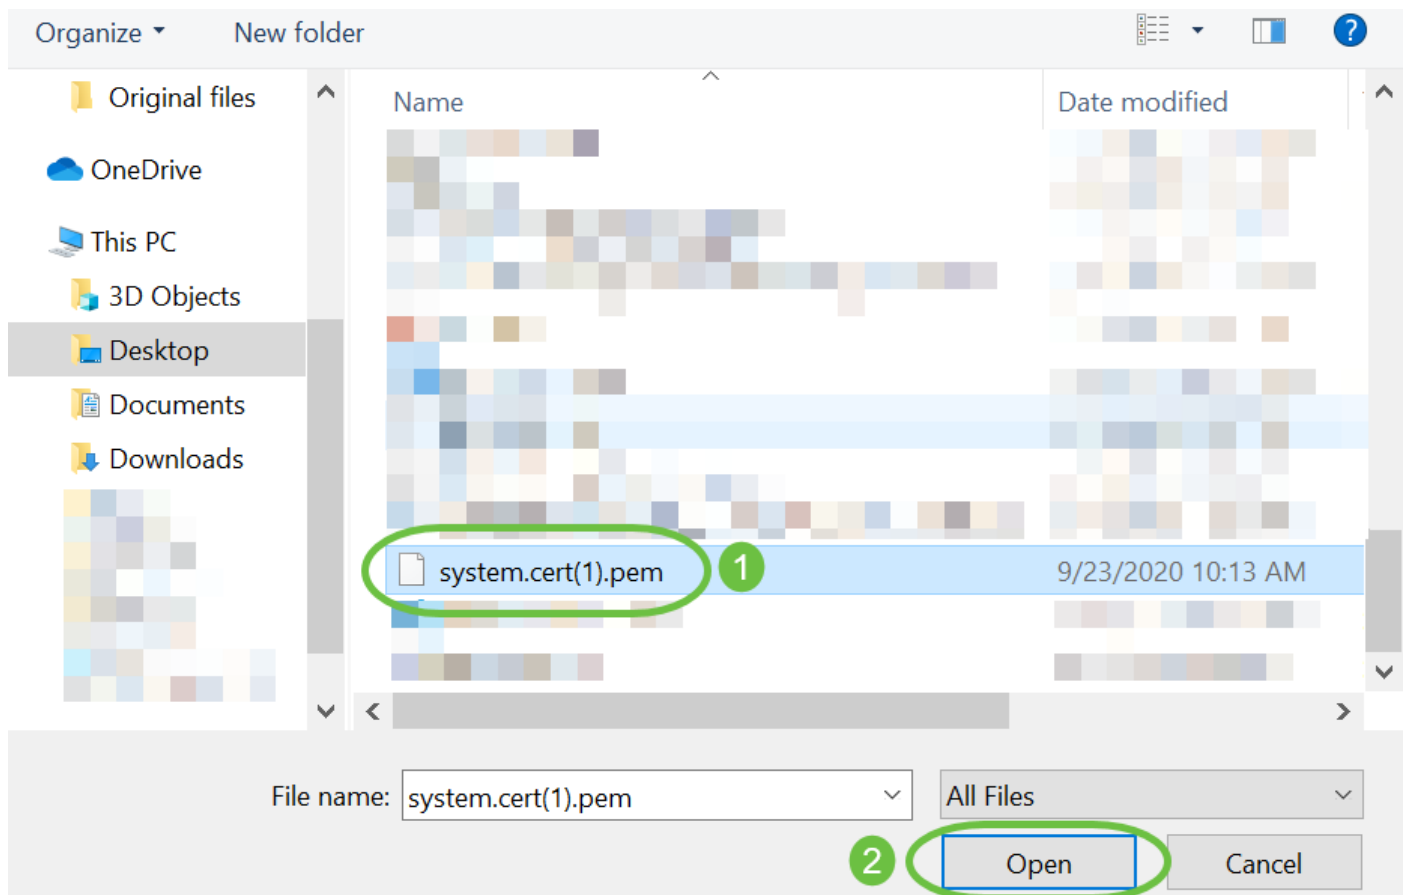 Organize New folder
?
Original files
OneDrive
This PC
3D Objects
Desktop
Documents
Downloads
Name Date modified
system.cert(1).pem 9/23/2020 10:13 AM
1
File name: system.cert(1).pem All Files
2
Open Cancel